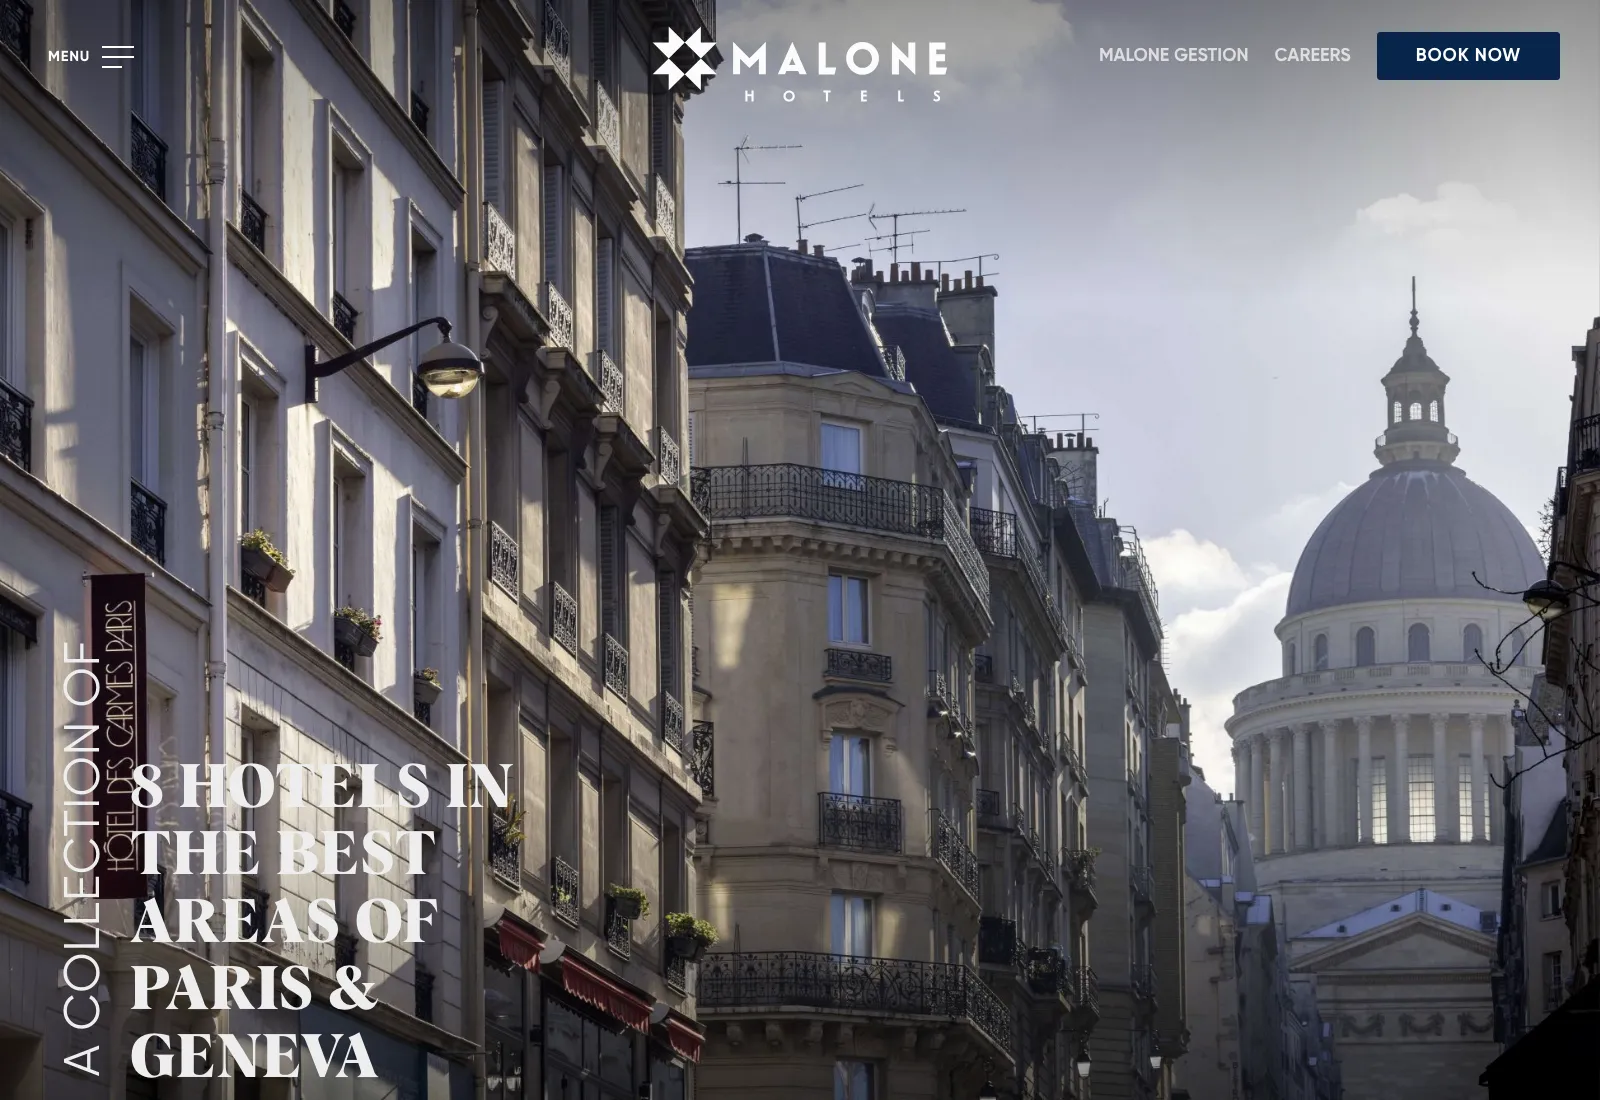 MENU
MALONE
HOTELS
MALONE GESTION
CAREERS
BOOK NOW
HÔTEL DES CARMES PARIS
A COLLECTION OF
8 HOTELS IN
THE BEST
AREAS OF
PARIS &
GENEVA